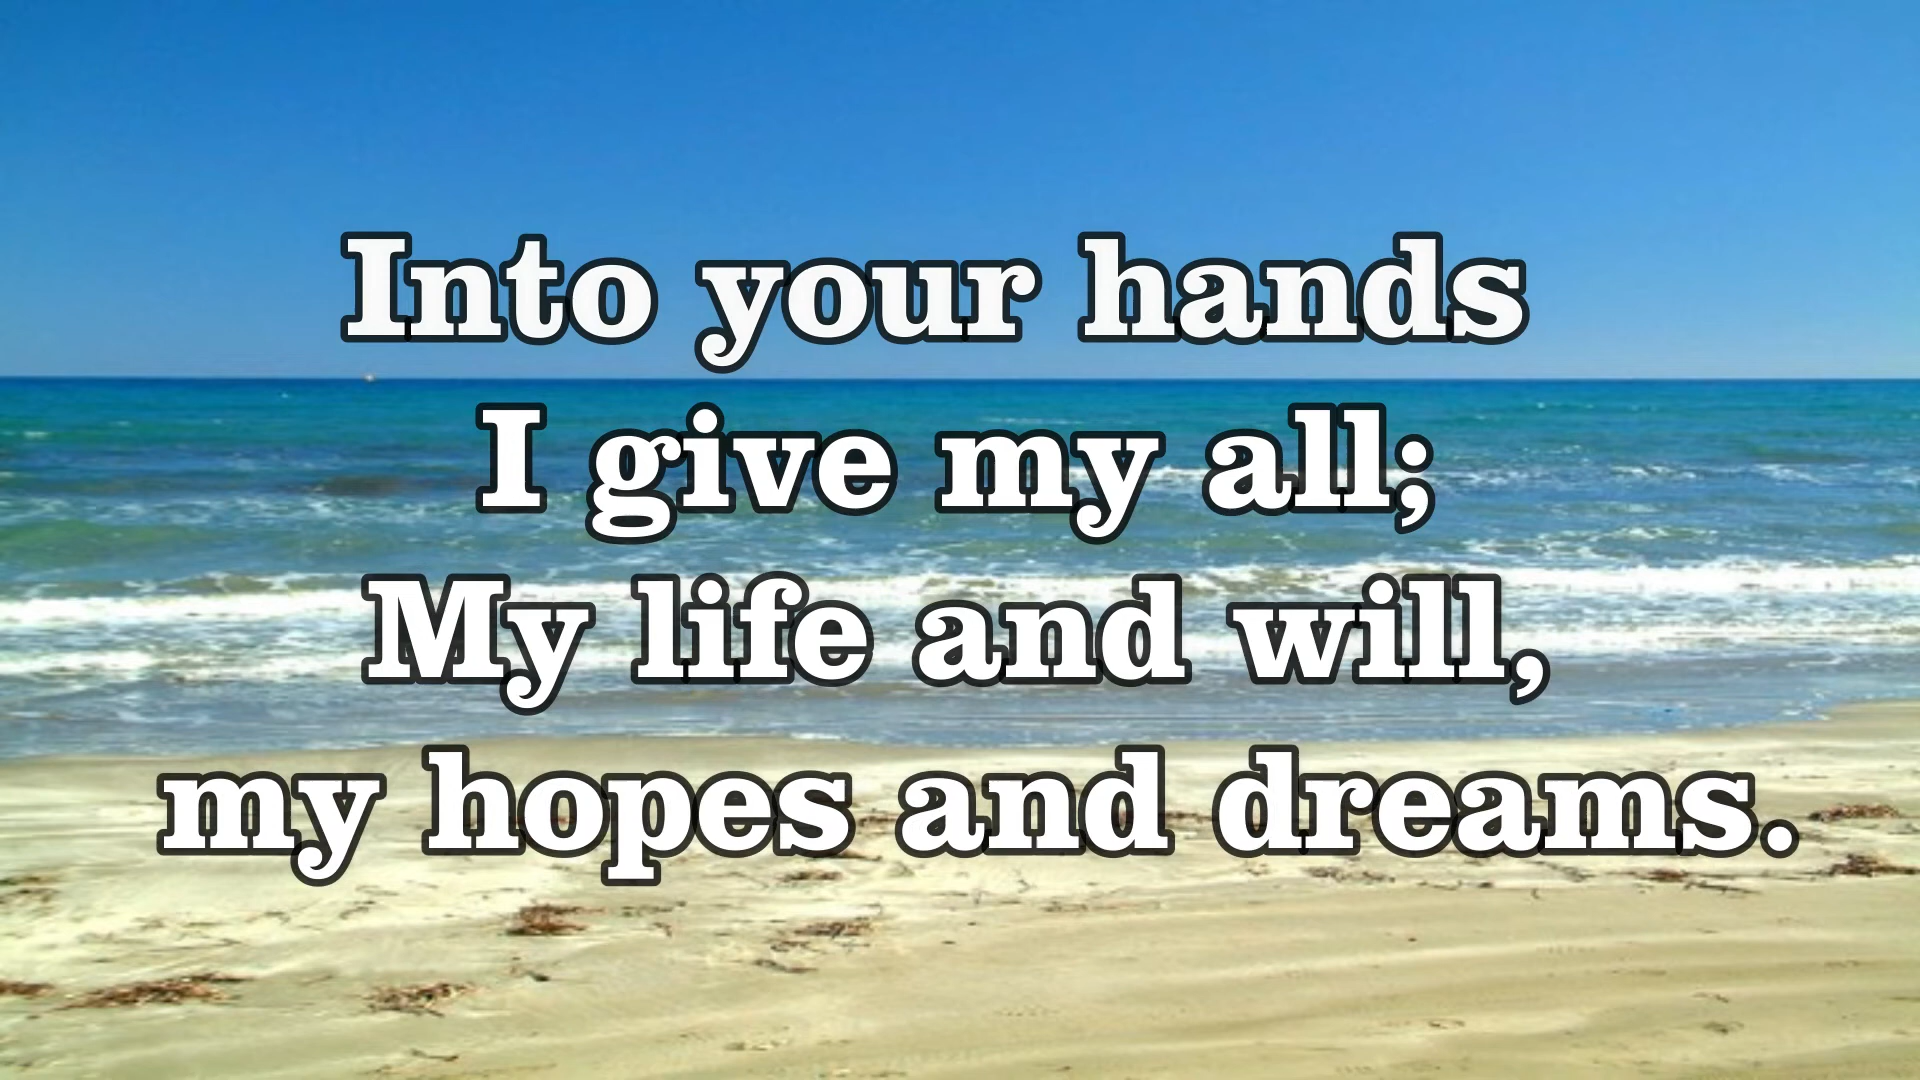 Into your hands
I give my all;
My life and will,
my hopes and dreams.